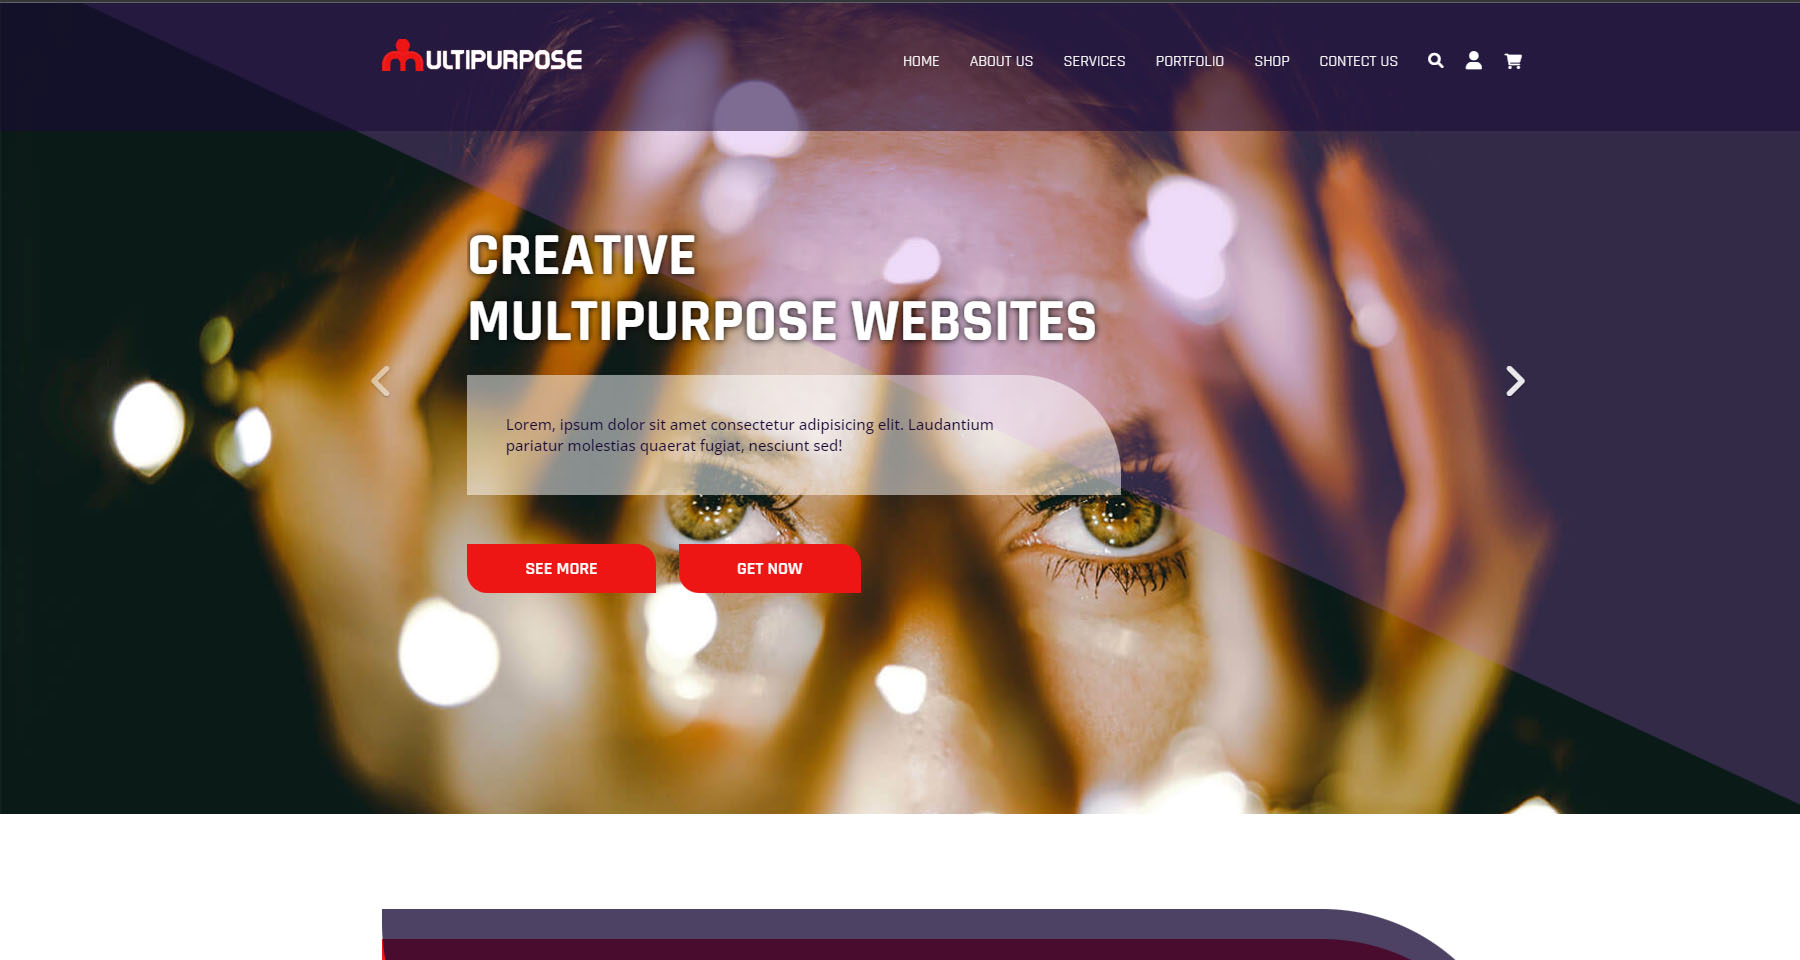 ULTIPURPOSE
HOME ABOUT US SERVICES PORTFOLIO SHOP CONTECT US
CREATIVE
MULTIPURPOSE WEBSITES
Lorem, ipsum dolor sit amet consectetur adipisicing elit. Laudantium
pariatur molestias quaerat fugiat, nesciunt sed!
SEE MORE GET NOW